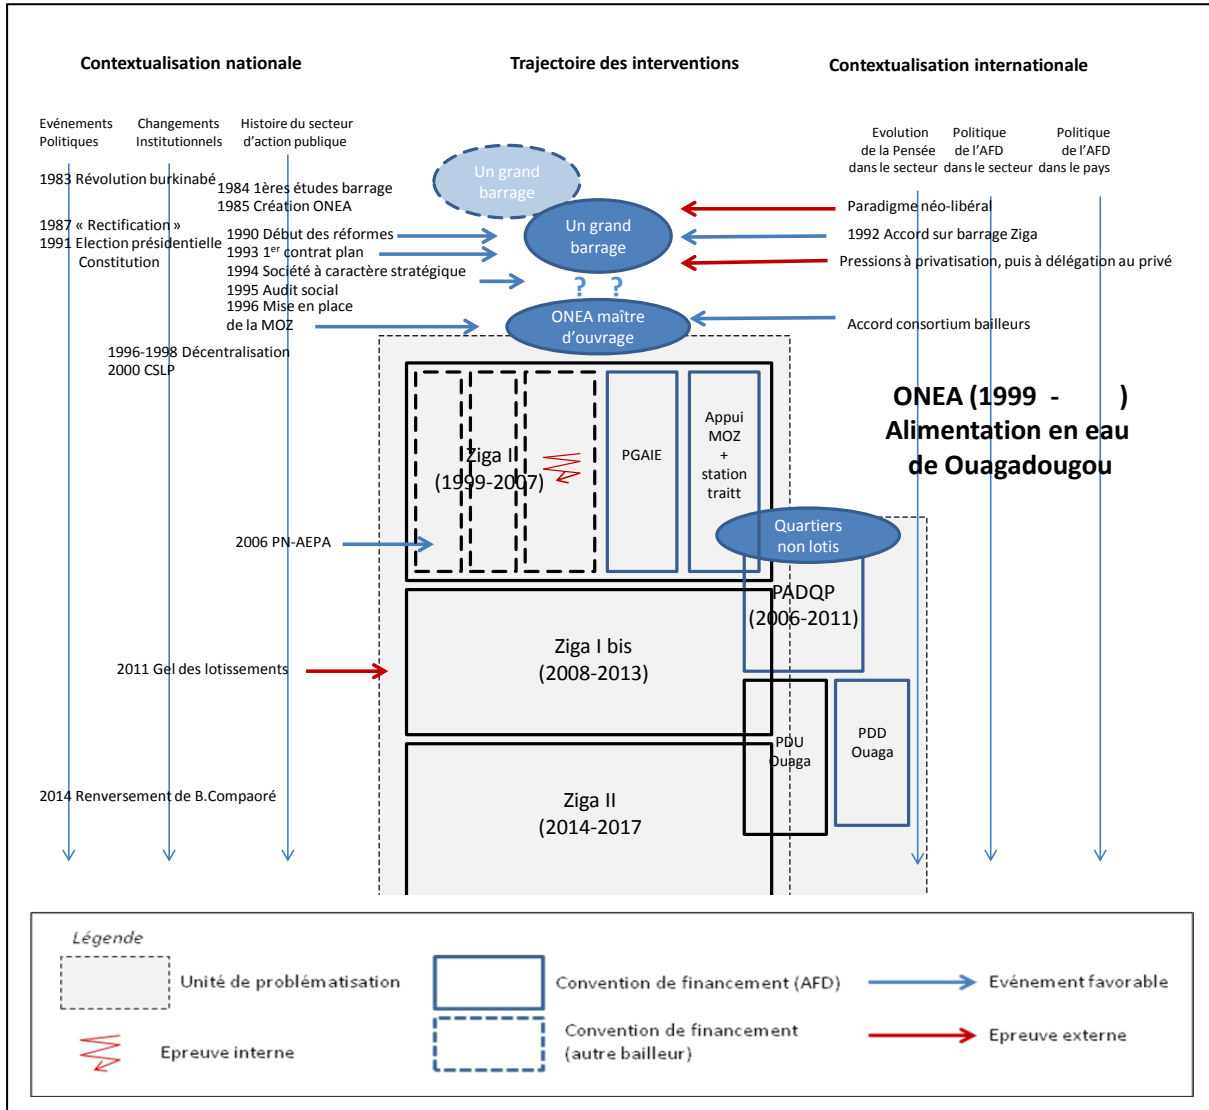 Contextualisation nationale
Trajectoire des interventions
Contextualisation internationale
Evénements
Politiques
Changements
Institutionnels
Histoire du secteur
d'action publique
Evolution
de la Pensée
dans le secteur
Politique
de l'AFD
dans le secteur
Politique
de l'AFD
dans le pays
1983 Révolution burkinabé
1984 1ères études barrage
1985 Création ONEA
1987 « Rectification »
1991 Election présidentielle
Constitution
1990 Début des réformes
1993 1er contrat plan
1994 Société à caractère stratégique
1995 Audit social
1996 Mise en place
de la MOZ
1996-1998 Décentralisation
2000 CSLP
2006 PN-AEPA
2011 Gel des lotissements
2014 Renversement de B.Compaoré
Un grand
barrage
Un grand
barrage
? ?
ONEA maître
d'ouvrage
Paradigme néo-libéral
1992 Accord sur barrage Ziga
Pressions à privatisation, puis à délégation au privé
Accord consortium bailleurs
ONEA (1999 - )
Alimentation en eau
de Ouagadougou
Ziga I
(1999-2007)
PGAIE
Appui
MOZ
+
station
traitt
Quartiers
non lotis
PADQP
(2006-2011)
Ziga I bis
(2008-2013)
PDU
Ouaga
PDD
Ouaga
Ziga II
(2014-2017
Légende
Unité de problématisation
Epreuve interne
Convention de financement (AFD)
Convention de financement
(autre bailleur)
Evénement favorable
Epreuve externe